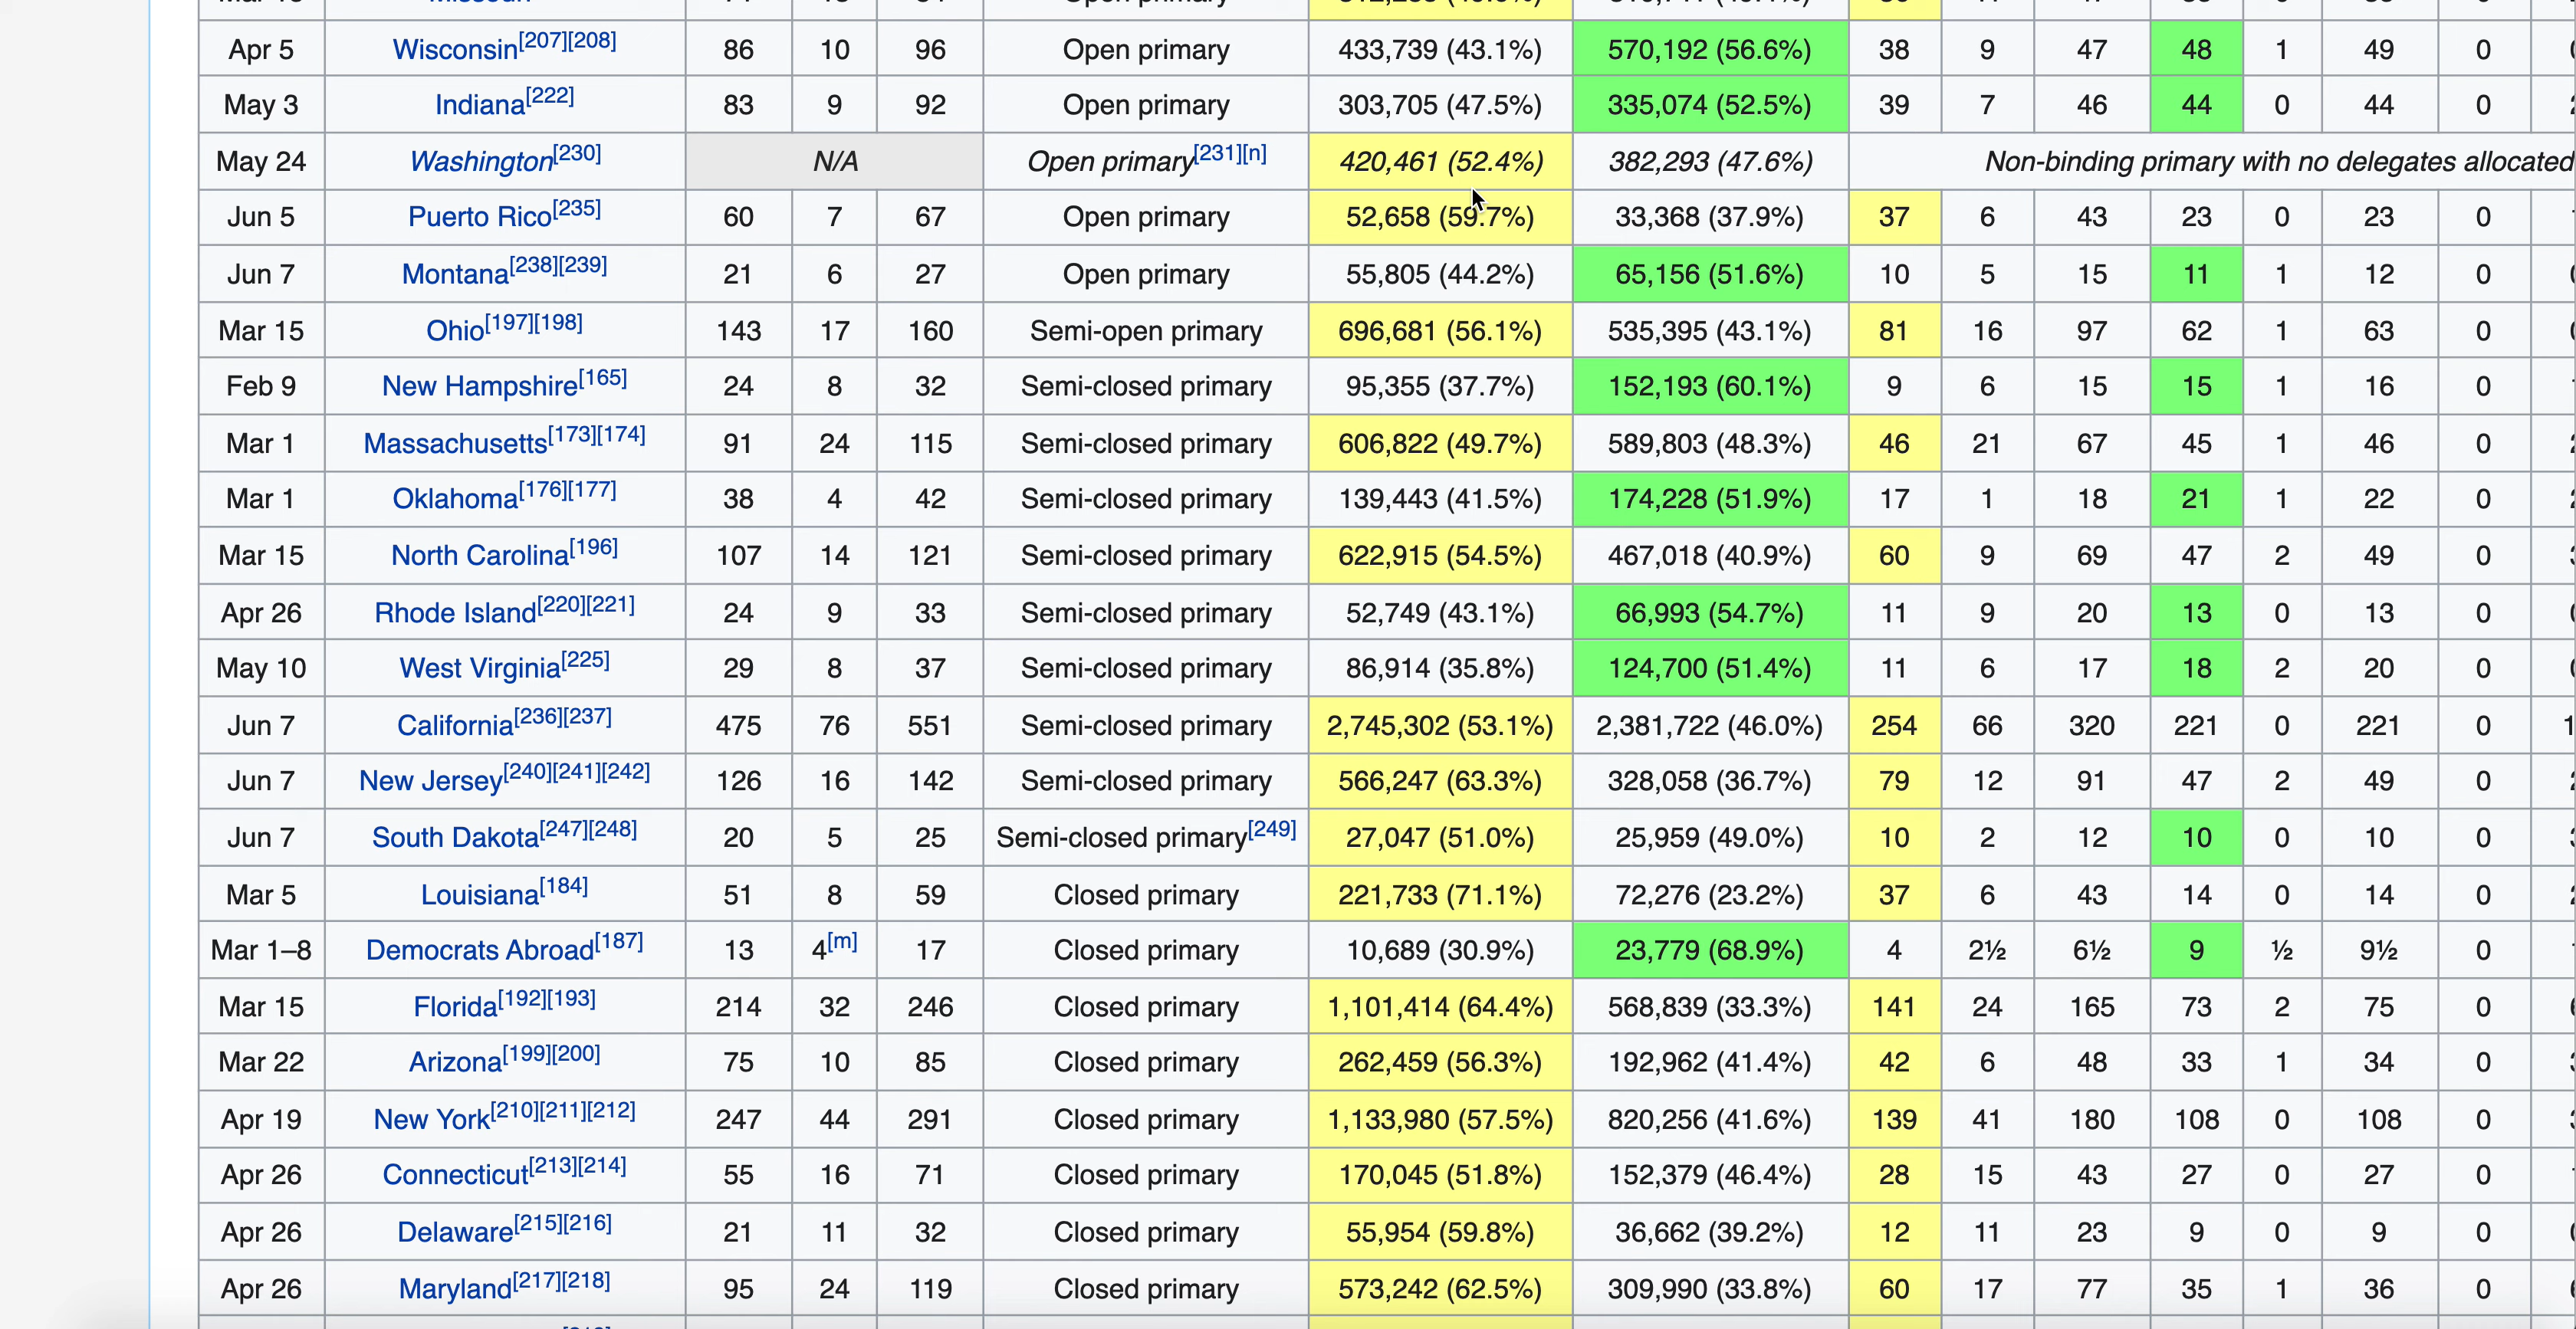 Apr 5 Wisconsin[207][208] 86 10 96 Open primary 433,739 (43.1%) 570,192 (56.6%) 38 9 47 48 1 49 0
May 3 Indiana[222] 83 9 92 Open primary 303,705 (47.5%) 335,074 (52.5%) 39 7 46 44 0 44 0
May 24 Washington[230] N/A Open primary[231][n] 420,461 (52.4%) 382,293 (47.6%) Non-binding primary with no delegates allocated
Jun 5 Puerto Rico[235] 60 7 67 Open primary 52,658 (59.7%) 33,368 (37.9%) 37 6 43 23 0 23 0
Jun 7 Montana[238][239] 21 6 27 Open primary 55,805 (44.2%) 65,156 (51.6%) 10 5 15 11 1 12 0
Mar 15 Ohio[197][198] 143 17 160 Semi-open primary 696,681 (56.1%) 535,395 (43.1%) 81 16 97 62 1 63 0
Feb 9 New Hampshire[165] 24 8 32 Semi-closed primary 95,355 (37.7%) 152,193 (60.1%) 9 6 15 15 1 16 0
Mar 1 Massachusetts[173][174] 91 24 115 Semi-closed primary 606,822 (49.7%) 589,803 (48.3%) 46 21 67 45 1 46 0
Mar 1 Oklahoma[176][177] 38 4 42 Semi-closed primary 139,443 (41.5%) 174,228 (51.9%) 17 1 18 21 1 22 0
Mar 15 North Carolina[196] 107 14 121 Semi-closed primary 622,915 (54.5%) 467,018 (40.9%) 60 9 69 47 2 49 0
Apr 26 Rhode Island[220][221] 24 9 33 Semi-closed primary 52,749 (43.1%) 66,993 (54.7%) 11 9 20 13 0 13 0
May 10 West Virginia[225] 29 8 37 Semi-closed primary 86,914 (35.8%) 124,700 (51.4%) 11 6 17 18 2 20 0
Jun 7 California[236][237] 475 76 551 Semi-closed primary 2,745,302 (53.1%) 2,381,722 (46.0%) 254 66 320 221 0 221 0
Jun 7 New Jersey[240][241][242] 126 16 142 Semi-closed primary 566,247 (63.3%) 328,058 (36.7%) 79 12 91 47 2 49 0
Jun 7 South Dakota[247][248] 20 5 25 Semi-closed primary[249] 27,047 (51.0%) 25,959 (49.0%) 10 2 12 10 0 10 0
Mar 5 Louisiana[184] 51 8 59 Closed primary 221,733 (71.1%) 72,276 (23.2%) 37 6 43 14 0 14 0
Mar 1–8 Democrats Abroad[187] 13 4[m] 17 Closed primary 10,689 (30.9%) 23,779 (68.9%) 4 2½ 6½ 9 ½ 9½ 0
Mar 15 Florida[192][193] 214 32 246 Closed primary 1,101,414 (64.4%) 568,839 (33.3%) 141 24 165 73 2 75 0
Mar 22 Arizona[199][200] 75 10 85 Closed primary 262,459 (56.3%) 192,962 (41.4%) 42 6 48 33 1 34 0
Apr 19 New York[210][211][212] 247 44 291 Closed primary 1,133,980 (57.5%) 820,256 (41.6%) 139 41 180 108 0 108 0
Apr 26 Connecticut[213][214] 55 16 71 Closed primary 170,045 (51.8%) 152,379 (46.4%) 28 15 43 27 0 27 0
Apr 26 Delaware[215][216] 21 11 32 Closed primary 55,954 (59.8%) 36,662 (39.2%) 12 11 23 9 0 9 0
Apr 26 Maryland[217][218] 95 24 119 Closed primary 573,242 (62.5%) 309,990 (33.8%) 60 17 77 35 1 36 0